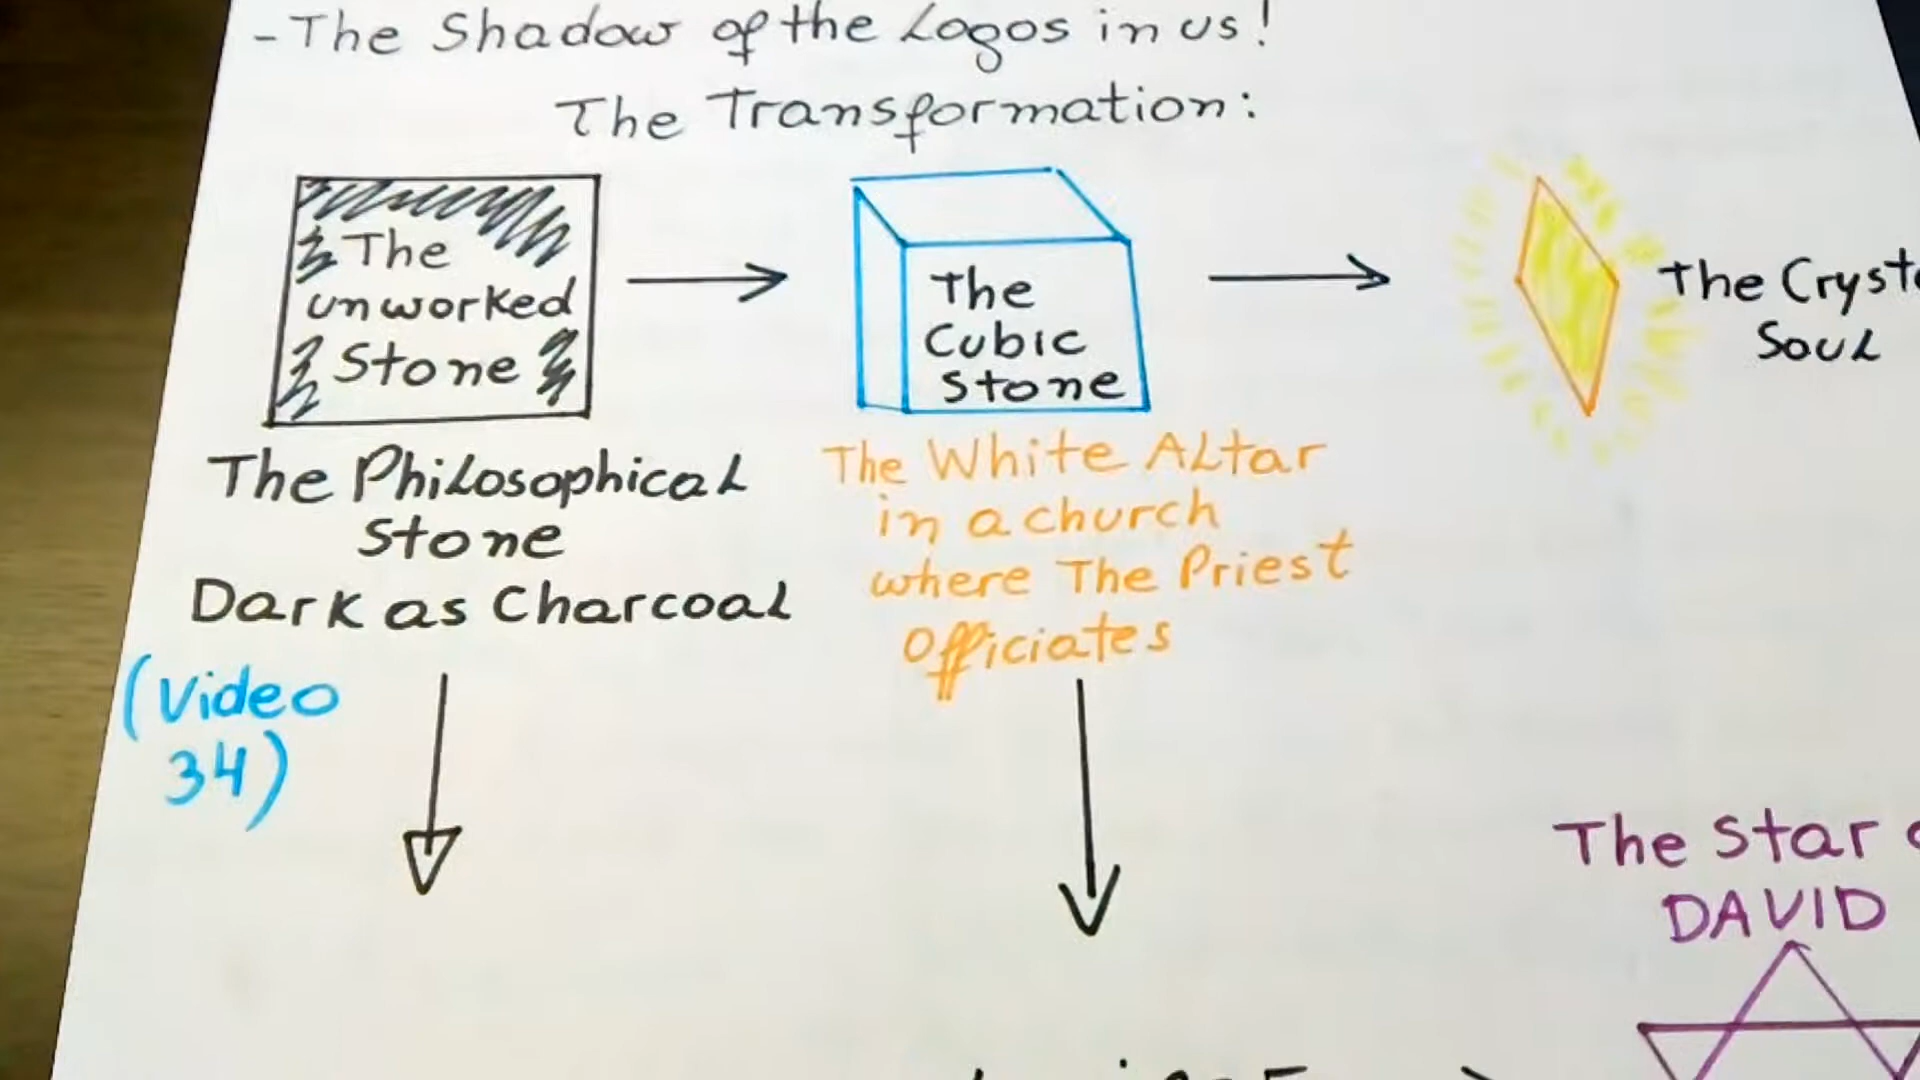 - The Shadow of the Logos in us!
The Transformation:
The
unworked
Stone
The
Cubic
Stone
The
Soul
The Philosophical
Stone
Dark as Charcoal
(Video
34)
The White Altar
in a church
where The Priest
Officiates
The Star
DAVID